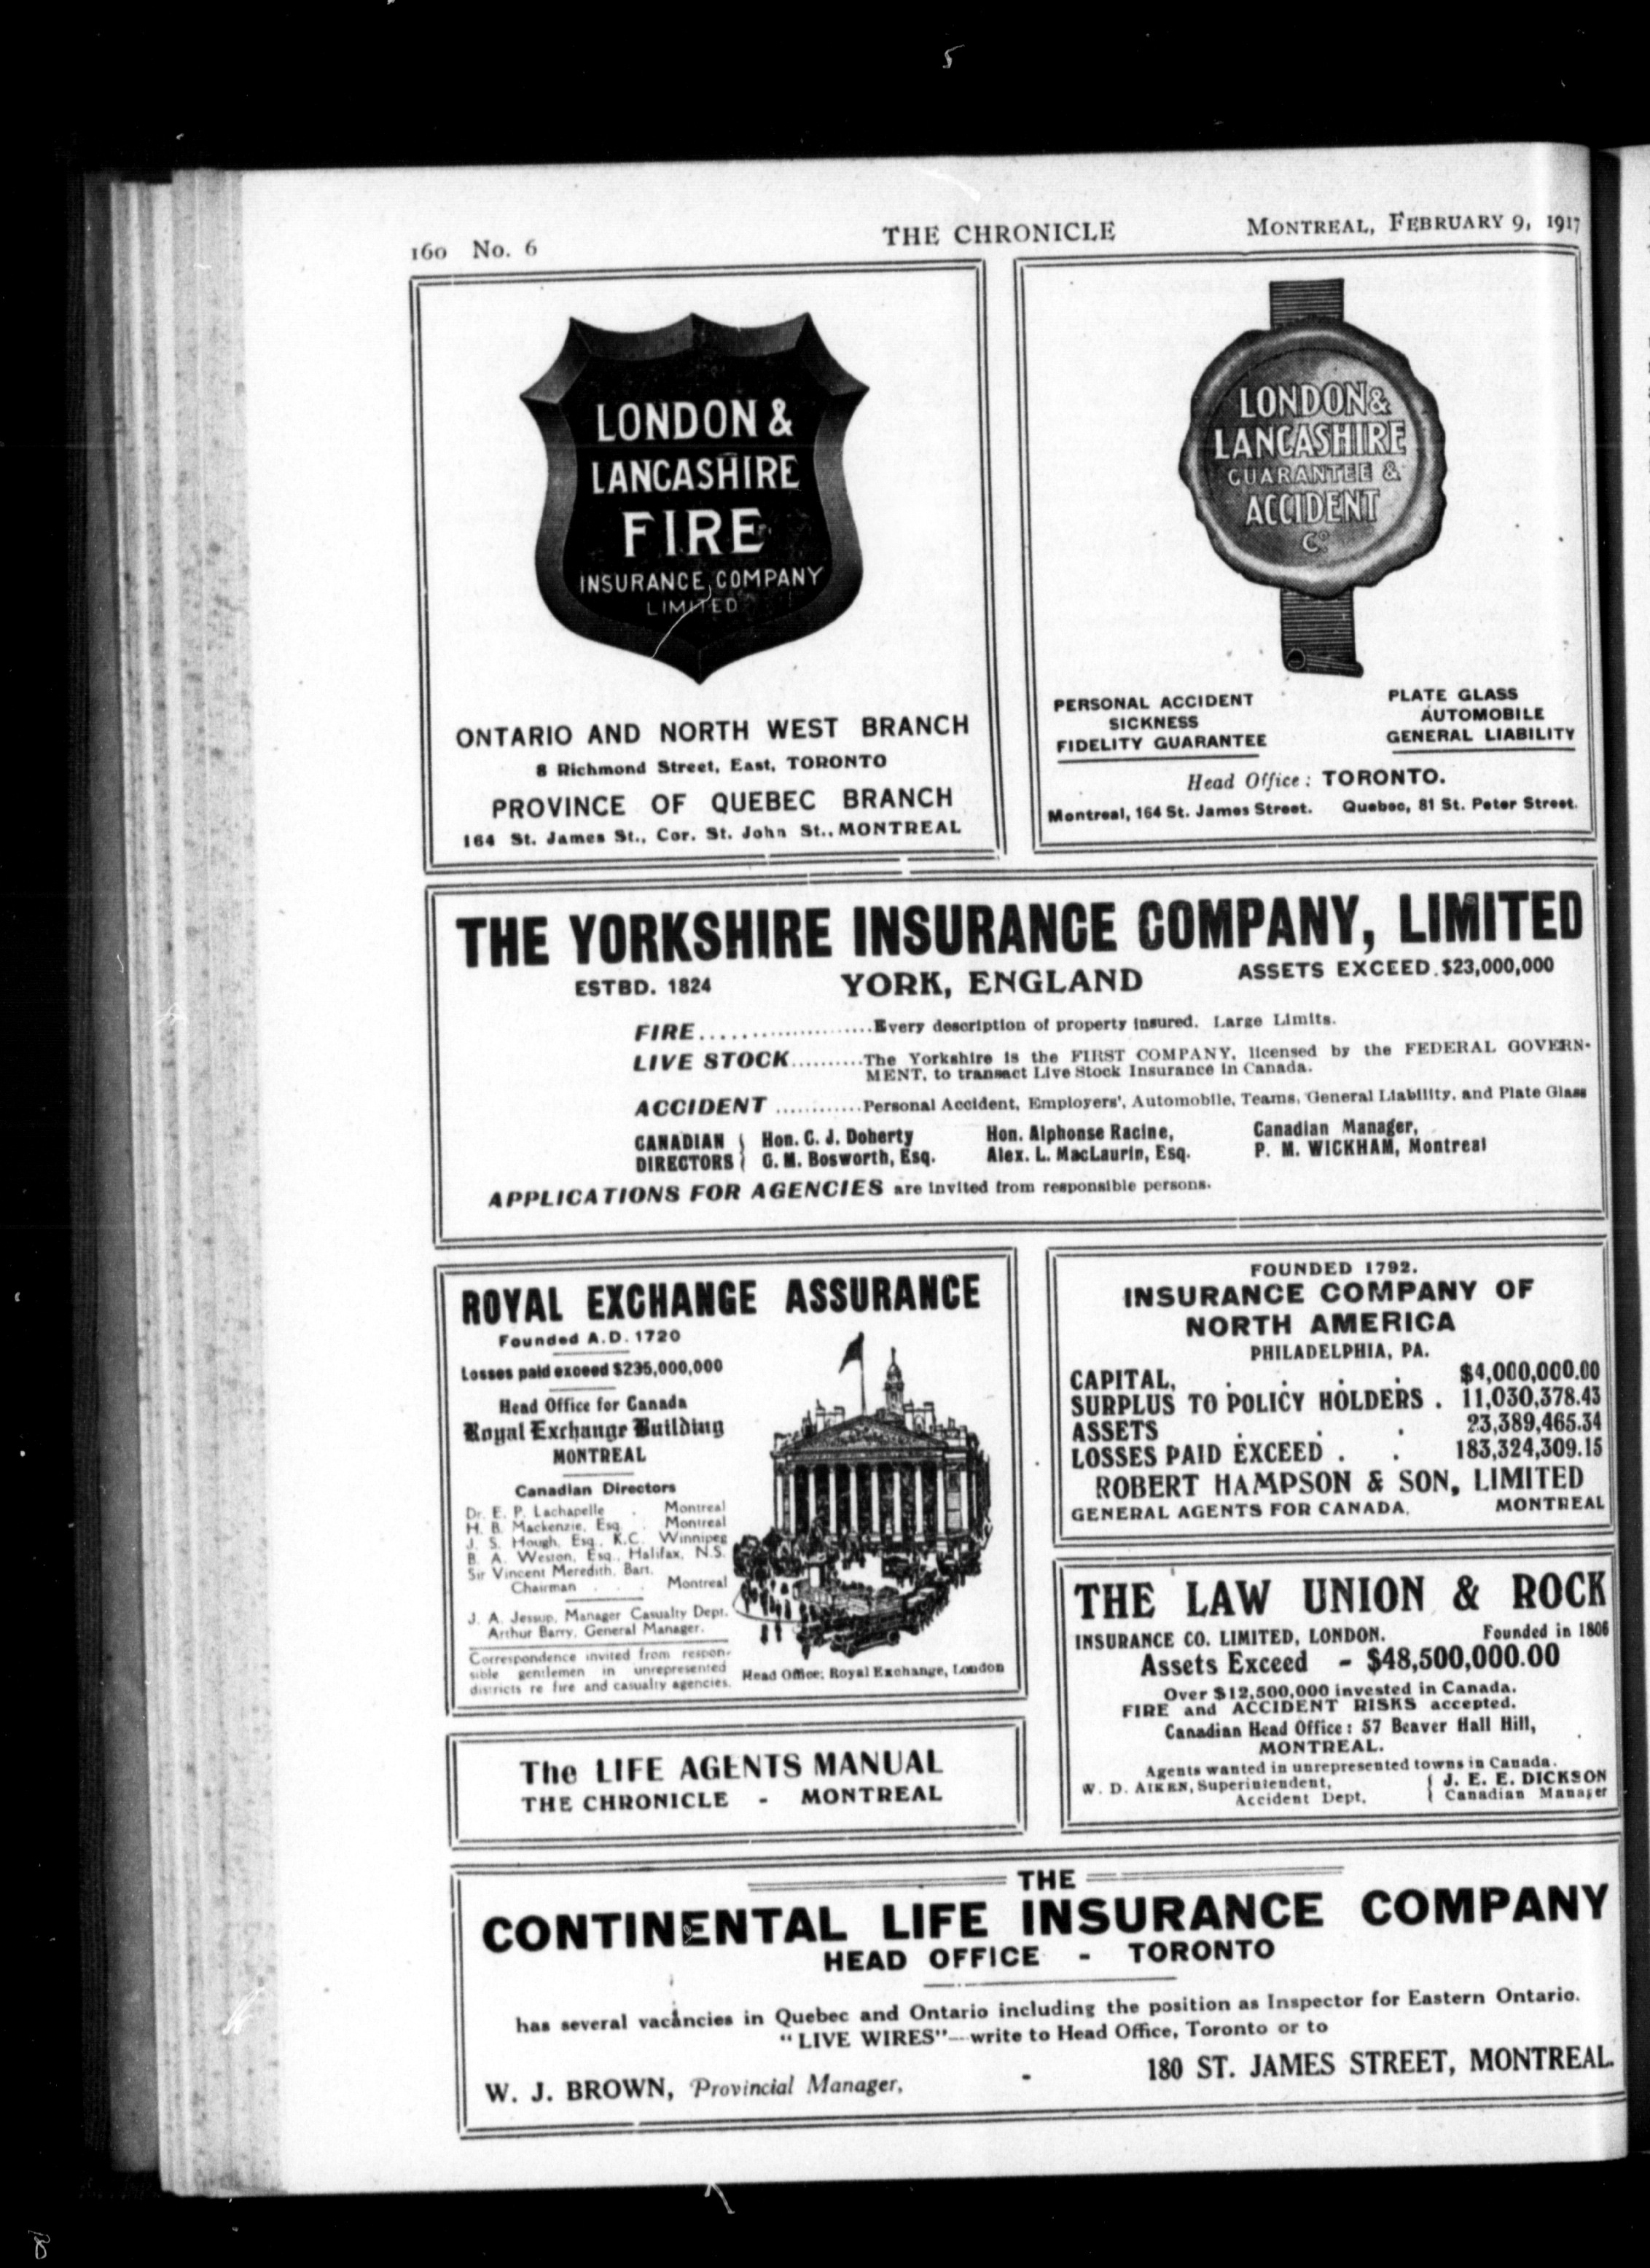 160 No. 6
THE CHRONICLE
MONTREAL, FEBRUARY 9, 1917
LONDON &
LANCASHIRE
FIRE
INSURANCE COMPANY
LIMITED
ONTARIO AND NORTH WEST BRANCH
8 Richmond Street, East, TORONTO
PROVINCE OF QUEBEC BRANCH
164 St. James St., Cor. St. John St., MONTREAL
LONDON &
LANCASHIRE
GUARANTEE &
ACCIDENT
Co.
PERSONAL ACCIDENT
SICKNESS
FIDELITY GUARANTEE
PLATE GLASS
AUTOMOBILE
GENERAL LIABILITY
Head Office: TORONTO.
Montreal, 164 St. James Street. Quebec, 81 St. Peter Street.
THE YORKSHIRE INSURANCE COMPANY, LIMITED
ESTBD. 1824 YORK, ENGLAND ASSETS EXCEED $23,000,000
FIRE.....................Every description of property insured. Large Limits.
LIVE STOCK..........The Yorkshire is the FIRST COMPANY, licensed by the FEDERAL GOVERN-
MENT, to transact Live Stock Insurance in Canada.
ACCIDENT ............Personal Accident, Employers', Automobile, Teams, General Liability, and Plate Glass
CANADIAN { Hon. C. J. Doherty Hon. Alphonse Racine, Canadian Manager,
DIRECTORS { G. M. Bosworth, Esq. Alex. L. MacLaurin, Esq. P. M. WICKHAM, Montreal
APPLICATIONS FOR AGENCIES are invited from responsible persons.
ROYAL EXCHANGE ASSURANCE
Founded A.D. 1720
Losses paid exceed $235,000,000
Head Office for Canada
Royal Exchange Building
MONTREAL
Canadian Directors
Dr. E. P. Lachapelle . Montreal
H. B. Mackenzie, Esq. . Montreal
J. S. Hough, Esq., K.C. Winnipeg
B. A. Weston, Esq., Halifax, N.S.
Sir Vincent Meredith, Bart.
Chairman . . . Montreal
J. A. Jessup, Manager Casualty Dept.
Arthur Barry, General Manager.
Correspondence invited from respon-
sible gentlemen in unrepresented
districts re fire and casualty agencies.
Head Office: Royal Exchange, London
FOUNDED 1792.
INSURANCE COMPANY OF
NORTH AMERICA
PHILADELPHIA, PA.
CAPITAL, . . . . $4,000,000.00
SURPLUS TO POLICY HOLDERS . 11,030,378.43
ASSETS . . . 23,389,465.34
LOSSES PAID EXCEED . . 183,324,309.15
ROBERT HAMPSON & SON, LIMITED
GENERAL AGENTS FOR CANADA, MONTREAL
THE LAW UNION & ROCK
INSURANCE CO. LIMITED, LONDON. Founded in 1806
Assets Exceed - $48,500,000.00
Over $12,500,000 invested in Canada.
FIRE and ACCIDENT RISKS accepted.
Canadian Head Office: 57 Beaver Hall Hill,
MONTREAL.
Agents wanted in unrepresented towns in Canada.
W. D. AIKEN, Superintendent, { J. E. E. DICKSON
Accident Dept. { Canadian Manager
The LIFE AGENTS MANUAL
THE CHRONICLE - MONTREAL
THE
CONTINENTAL LIFE INSURANCE COMPANY
HEAD OFFICE - TORONTO
has several vacancies in Quebec and Ontario including the position as Inspector for Eastern Ontario.
"LIVE WIRES"—write to Head Office, Toronto or to
W. J. BROWN, Provincial Manager, - 180 ST. JAMES STREET, MONTREAL.